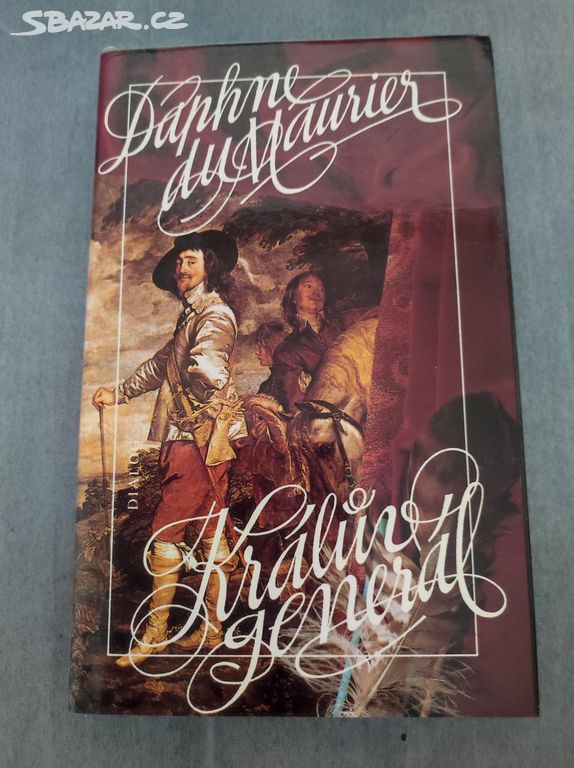 SBAZAR.CZ
Daphne
du Maurier
DIALOG
Králův
generál